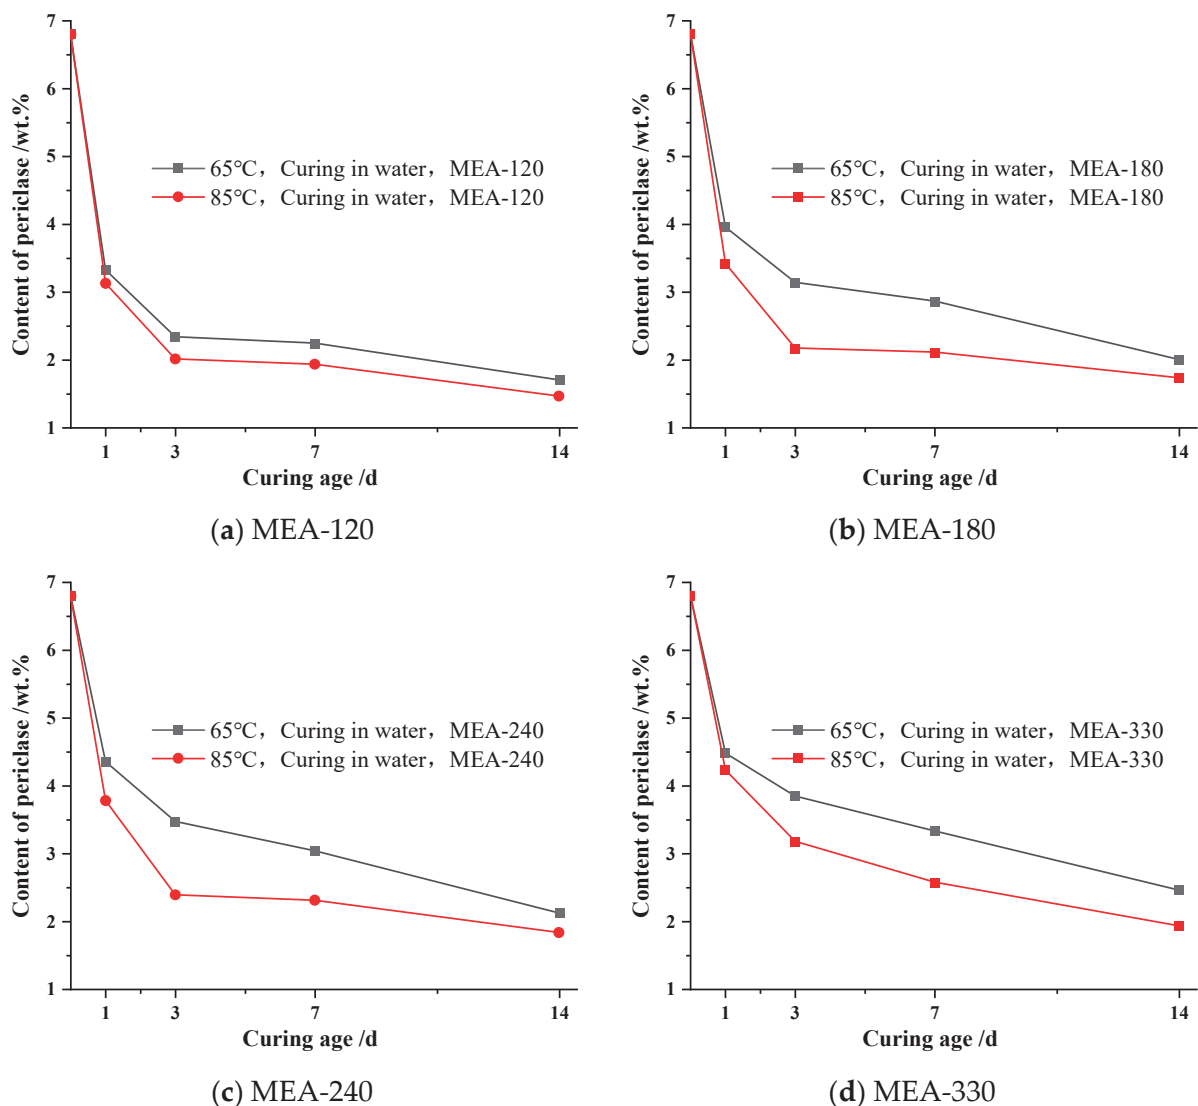 Content of periclase /wt.%
7
6
5
4
3
2
1
65℃，Curing in water，MEA-120
85℃，Curing in water，MEA-120
1 3 7 14
Curing age /d
(a) MEA-120
Content of periclase /wt.%
7
6
5
4
3
2
1
65℃，Curing in water，MEA-180
85℃，Curing in water，MEA-180
1 3 7 14
Curing age /d
(b) MEA-180
Content of periclase /wt.%
7
6
5
4
3
2
1
65℃，Curing in water，MEA-240
85℃，Curing in water，MEA-240
1 3 7 14
Curing age /d
(c) MEA-240
Content of periclase /wt.%
7
6
5
4
3
2
1
65℃，Curing in water，MEA-330
85℃，Curing in water，MEA-330
1 3 7 14
Curing age /d
(d) MEA-330